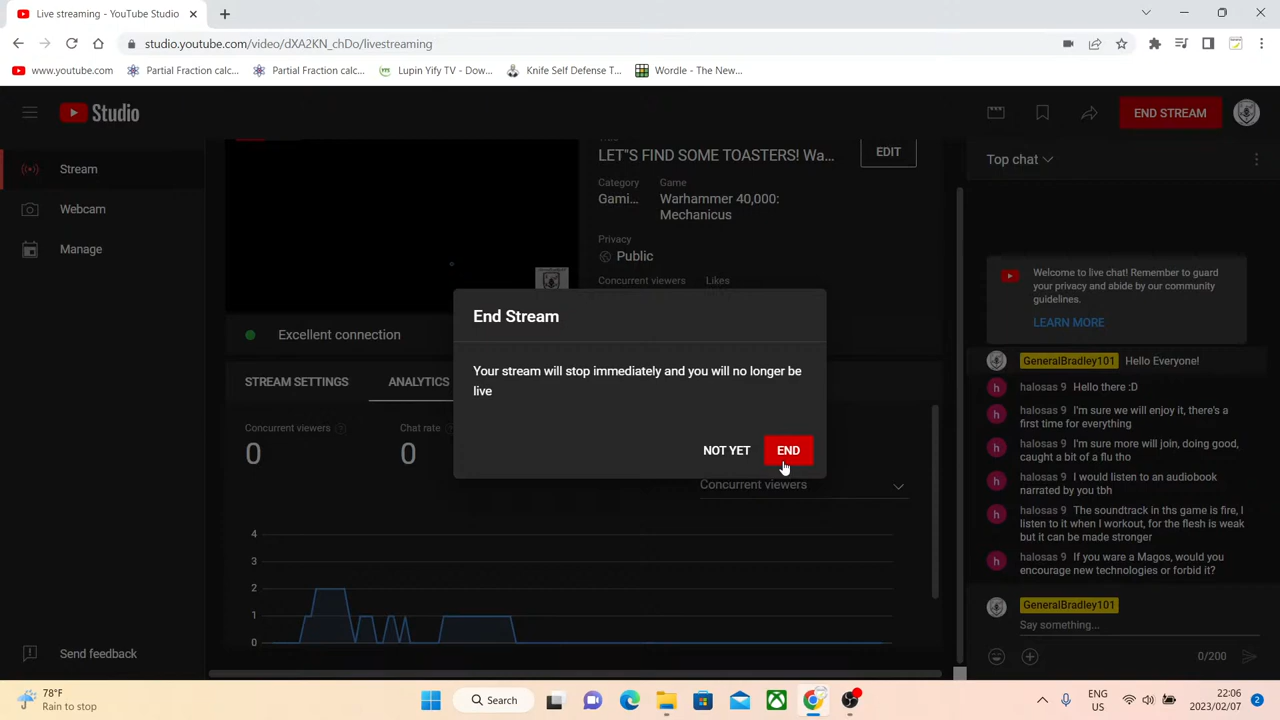 Live streaming - YouTube Studio
studio.youtube.com/video/dXA2KN_chDo/livestreaming
www.youtube.com
Partial Fraction calc...
Partial Fraction calc...
Lupin Yify TV - Dow...
Knife Self Defense T...
Wordle - The New...
Studio
END STREAM
Stream
Webcam
Manage
Send feedback
LET"S FIND SOME TOASTERS! Wa...
EDIT
Category
Game
Gami...
Warhammer 40,000:
Mechanicus
Privacy
Public
Concurrent viewers
Likes
Excellent connection
STREAM SETTINGS
ANALYTICS
Concurrent viewers
Chat rate
0
0
End Stream
Your stream will stop immediately and you will no longer be
live
NOT YET
END
Concurrent viewers
4
3
2
1
0
Top chat
Welcome to live chat! Remember to guard
your privacy and abide by our community
guidelines.
LEARN MORE
GeneralBradley101 Hello Everyone!
h halosas 9 Hello there :D
h halosas 9 I'm sure we will enjoy it, there's a
first time for everything
h halosas 9 I'm sure more will join, doing good,
caught a bit of a flu tho
h halosas 9 I would listen to an audiobook
narrated by you tbh
h halosas 9 The soundtrack in ths game is fire, I
listen to it when I workout, for the flesh is weak
but it can be made stronger
h halosas 9 If you ware a Magos, would you
encourage new technologies or forbid it?
GeneralBradley101
Say something...
0/200
78°F
Rain to stop
Search
ENG
US
22:06
2023/02/07
2